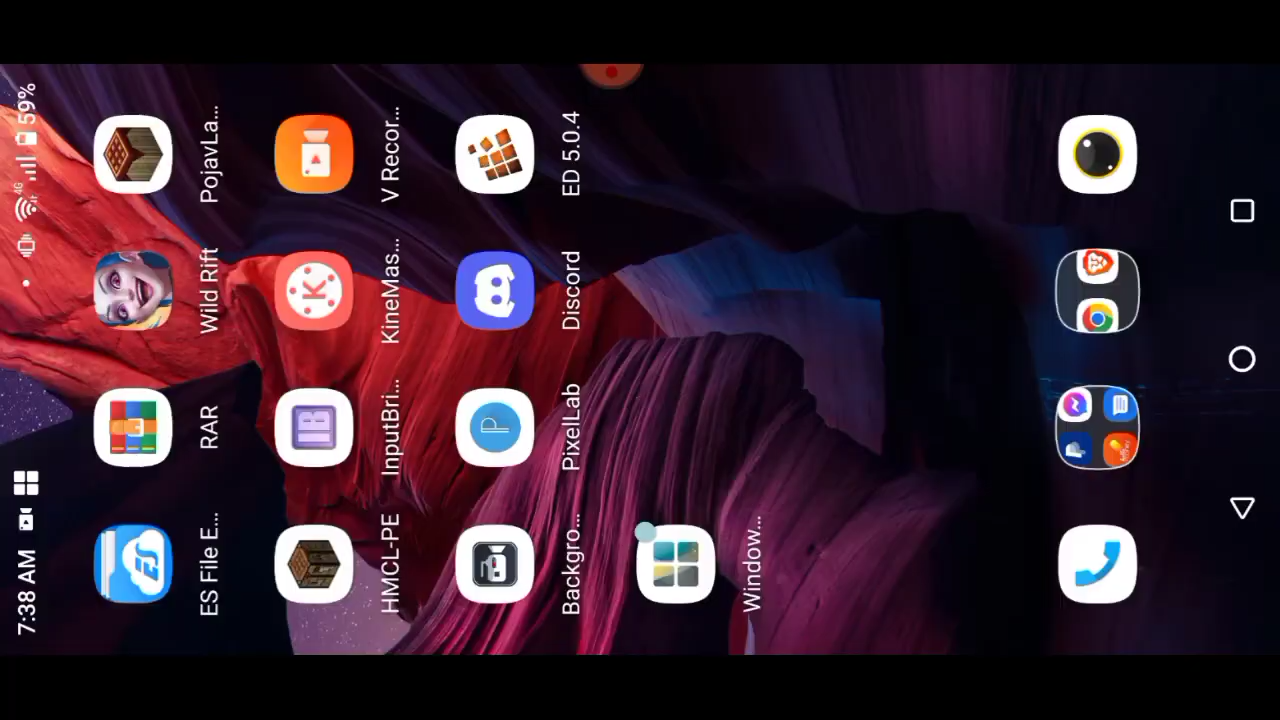 7:38 AM 4G 59%
ES File E... RAR Wild Rift PojavLa...
HMCL-PE InputBri... KineMas... V Recor...
Backgro... PixelLab Discord ED 5.0.4
Window...